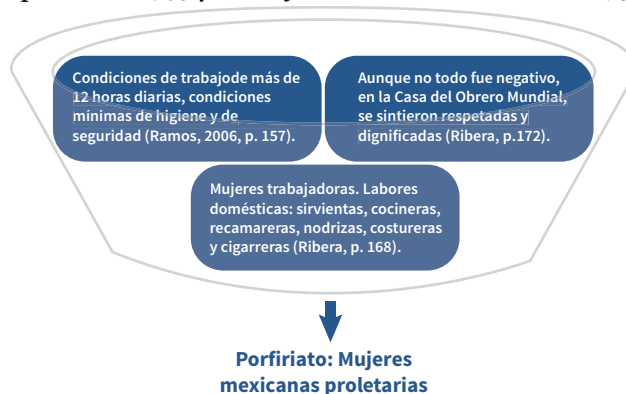 Condiciones de trabajode más de
12 horas diarias, condiciones
mínimas de higiene y de
seguridad (Ramos, 2006, p. 157).
Aunque no todo fue negativo,
en la Casa del Obrero Mundial,
se sintieron respetadas y
dignificadas (Ribera, p.172).
Mujeres trabajadoras. Labores
domésticas: sirvientas, cocineras,
recamareras, nodrizas, costureras
y cigarreras (Ribera, p. 168).
Porfiriato: Mujeres
mexicanas proletarias